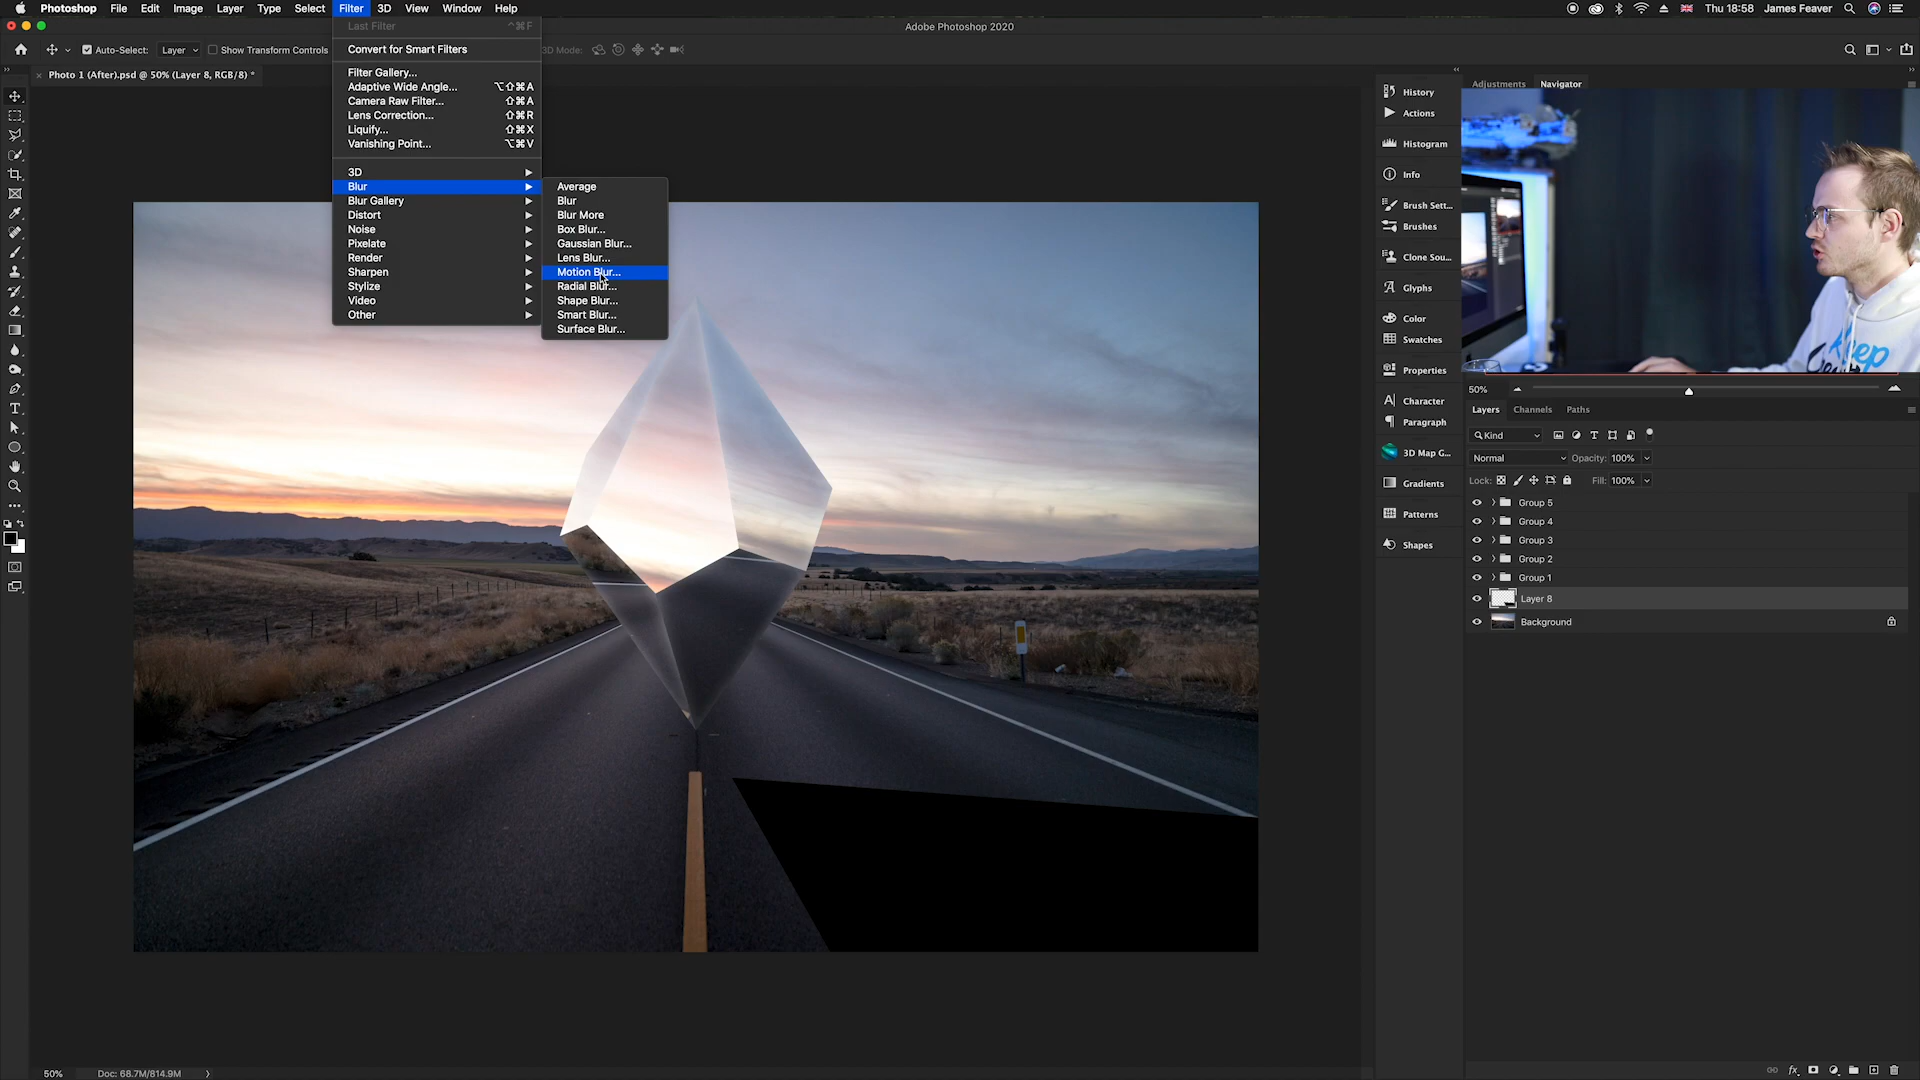 Photoshop File Edit Image Layer Type Select Filter 3D View Window Help
Thu 18:58 James Feaver
Adobe Photoshop 2020
Auto-Select: Layer Show Transform Controls
3D Mode:
Photo 1 (After).psd @ 50% (Layer 8, RGB/8) *
Last Filter ^⌘F
Convert for Smart Filters
Filter Gallery...
Adaptive Wide Angle... ⌥⇧⌘A
Camera Raw Filter... ⇧⌘A
Lens Correction... ⇧⌘R
Liquify... ⇧⌘X
Vanishing Point... ⌥⌘V
3D
Blur
Blur Gallery
Distort
Noise
Pixelate
Render
Sharpen
Stylize
Video
Other
Average
Blur
Blur More
Box Blur...
Gaussian Blur...
Lens Blur...
Motion Blur...
Radial Blur...
Shape Blur...
Smart Blur...
Surface Blur...
History
Actions
Histogram
Info
Brush Sett...
Brushes
Clone Sou...
Glyphs
Color
Swatches
Properties
Character
Paragraph
3D Map G...
Gradients
Patterns
Shapes
Adjustments Navigator
keep
50%
Layers Channels Paths
Kind
Normal Opacity: 100%
Lock: Fill: 100%
Group 5
Group 4
Group 3
Group 2
Group 1
Layer 8
Background
50% Doc: 68.7M/814.9M